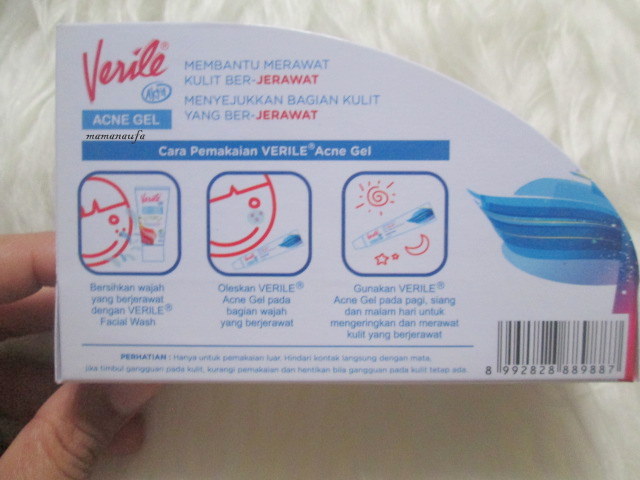 Verile®
MEMBANTU MERAWAT
KULIT BER-JERAWAT
MENYEJUKKAN BAGIAN KULIT
YANG BER-JERAWAT
ACNE GEL
mamanaufa
Cara Pemakaian VERILE® Acne Gel
Bersihkan wajah
yang berjerawat
dengan VERILE®
Facial Wash
Oleskan VERILE®
Acne Gel pada
bagian wajah
yang berjerawat
Gunakan VERILE®
Acne Gel pada pagi, siang
dan malam hari untuk
mengeringkan dan merawat
kulit yang berjerawat
PERHATIAN : Hanya untuk pemakaian luar. Hindari kontak langsung dengan mata,
jika timbul gangguan pada kulit, kurangi pemakaian dan hentikan bila gangguan pada kulit tetap ada.
8 992828 889887